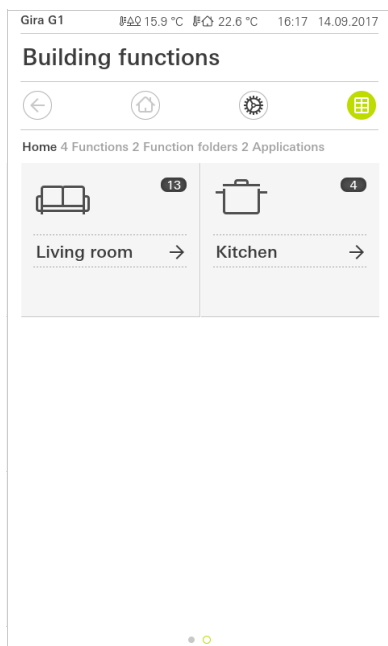 Gira G1 15.9 °C 22.6 °C 16:17 14.09.2017
Building functions
Home 4 Functions 2 Function folders 2 Applications
13 4
Living room Kitchen